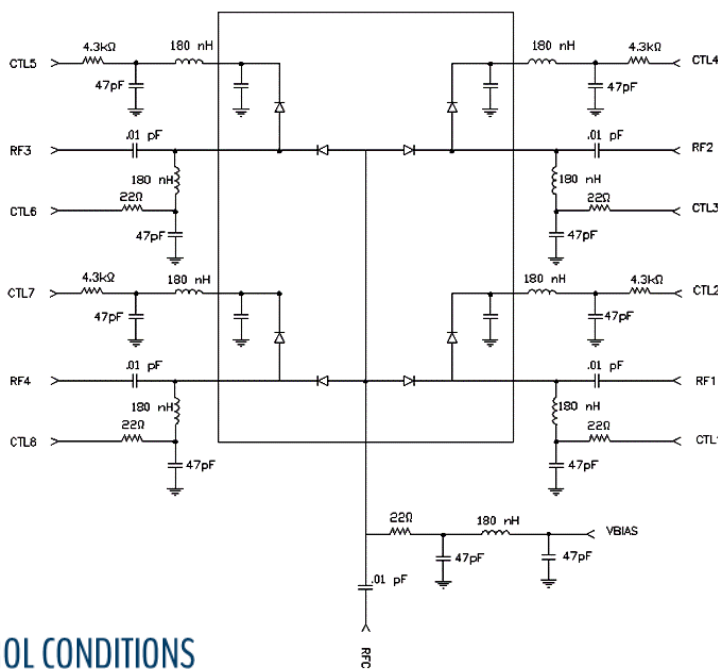 180 nH
180 nH
4.3kΩ
4.3kΩ
CTL5
CTL4
47pF
47pF
.01 pF
.01 pF
RF3
RF2
180 nH
180 nH
22Ω
22Ω
CTL6
CTL3
47pF
47pF
4.3kΩ
180 nH
180 nH
4.3kΩ
CTL7
CTL2
47pF
47pF
.01 pF
.01 pF
RF4
RF1
180 nH
180 nH
22Ω
22Ω
CTL8
CTL1
47pF
47pF
22Ω
180 nH
VBIAS
47pF
47pF
.01 pF
RFC
OL CONDITIONS